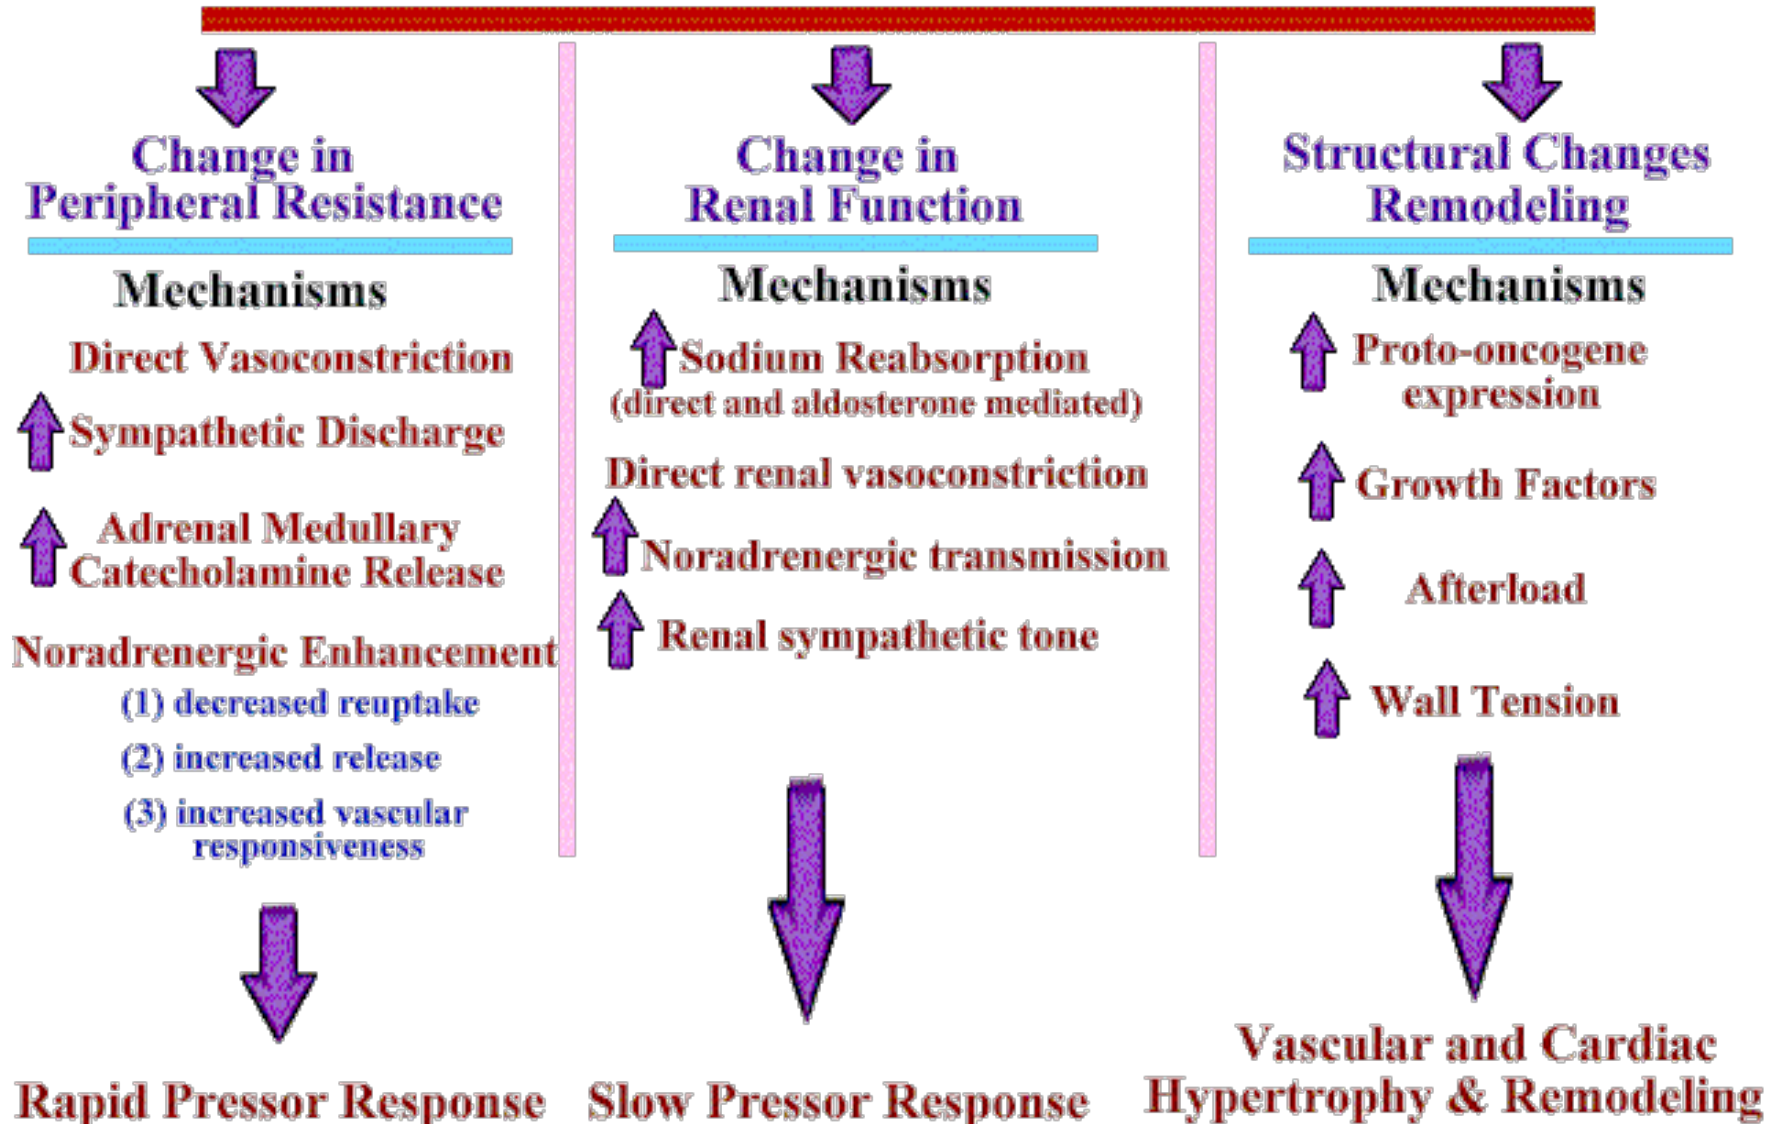 Change in
Peripheral Resistance
Mechanisms
Direct Vasoconstriction
Sympathetic Discharge
Adrenal Medullary
Catecholamine Release
Noradrenergic Enhancement
(1) decreased reuptake
(2) increased release
(3) increased vascular
responsiveness
Rapid Pressor Response
Change in
Renal Function
Mechanisms
Sodium Reabsorption
(direct and aldosterone mediated)
Direct renal vasoconstriction
Noradrenergic transmission
Renal sympathetic tone
Slow Pressor Response
Structural Changes
Remodeling
Mechanisms
Proto-oncogene
expression
Growth Factors
Afterload
Wall Tension
Vascular and Cardiac
Hypertrophy & Remodeling